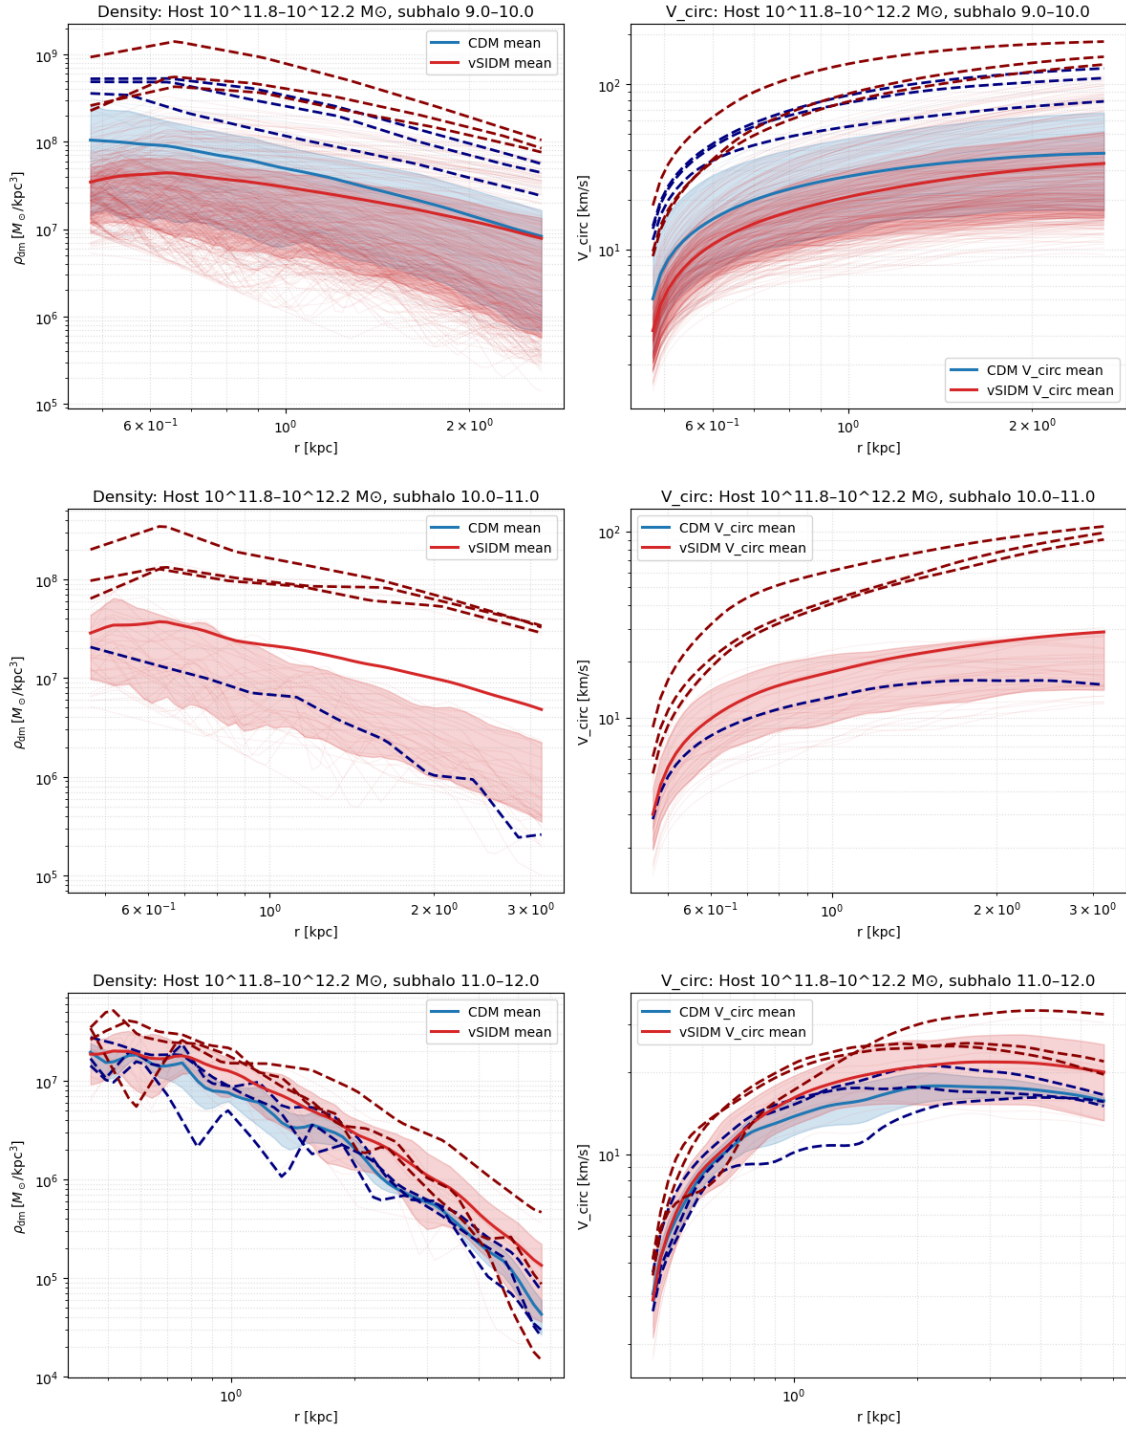 Density: Host 10^11.8–10^12.2 M⊙, subhalo 9.0–10.0
CDM mean
vSIDM mean
10⁹
10⁸
10⁷
10⁶
10⁵
ρdm [M⊙/kpc³]
6 × 10⁻¹
10⁰
2 × 10⁰
r [kpc]
V_circ: Host 10^11.8–10^12.2 M⊙, subhalo 9.0–10.0
10²
10¹
V_circ [km/s]
CDM V_circ mean
vSIDM V_circ mean
6 × 10⁻¹
10⁰
2 × 10⁰
r [kpc]
Density: Host 10^11.8–10^12.2 M⊙, subhalo 10.0–11.0
CDM mean
vSIDM mean
10⁸
10⁷
10⁶
10⁵
ρdm [M⊙/kpc³]
6 × 10⁻¹
10⁰
2 × 10⁰
3 × 10⁰
r [kpc]
V_circ: Host 10^11.8–10^12.2 M⊙, subhalo 10.0–11.0
CDM V_circ mean
vSIDM V_circ mean
10²
10¹
V_circ [km/s]
6 × 10⁻¹
10⁰
2 × 10⁰
3 × 10⁰
r [kpc]
Density: Host 10^11.8–10^12.2 M⊙, subhalo 11.0–12.0
CDM mean
vSIDM mean
10⁷
10⁶
10⁵
10⁴
ρdm [M⊙/kpc³]
10⁰
r [kpc]
V_circ: Host 10^11.8–10^12.2 M⊙, subhalo 11.0–12.0
CDM V_circ mean
vSIDM V_circ mean
10¹
V_circ [km/s]
10⁰
r [kpc]